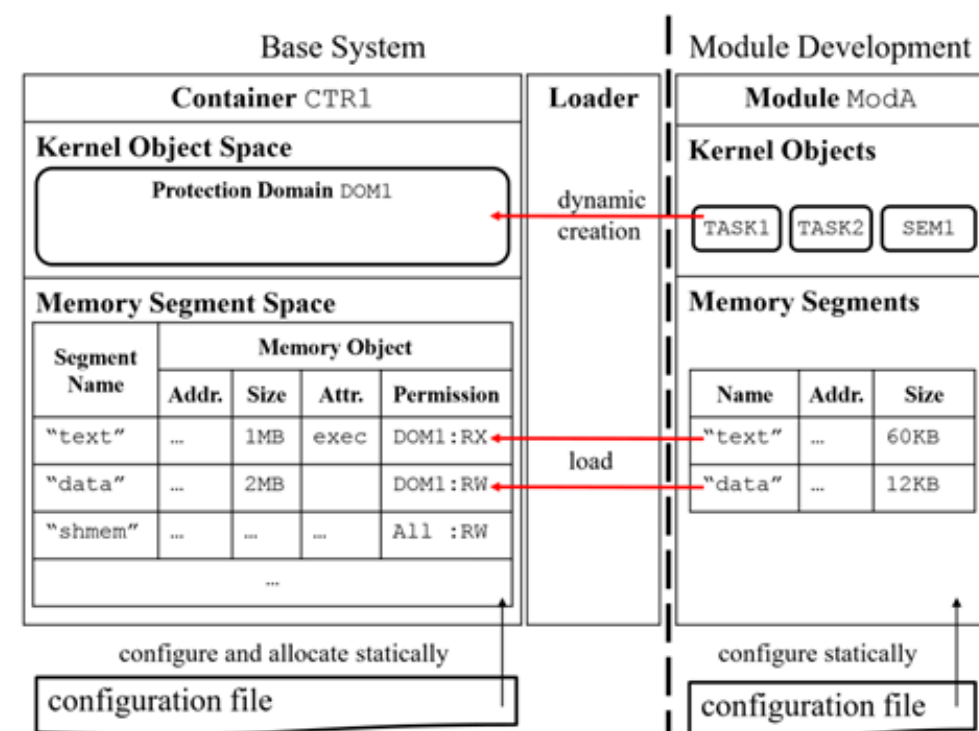 Base System
Module Development
Container CTR1
Loader
Module ModA
Kernel Object Space
Kernel Objects
Protection Domain DOM1
dynamic
creation
TASK1 TASK2 SEM1
Memory Segment Space
Memory Segments
Segment
Name
Memory Object
Addr. Size Attr. Permission
Name Addr. Size
"text" … 1MB exec DOM1:RX
"text" … 60KB
load
"data" … 2MB DOM1:RW
"data" … 12KB
"shmem" … … … All :RW
…
configure and allocate statically
configure statically
configuration file
configuration file